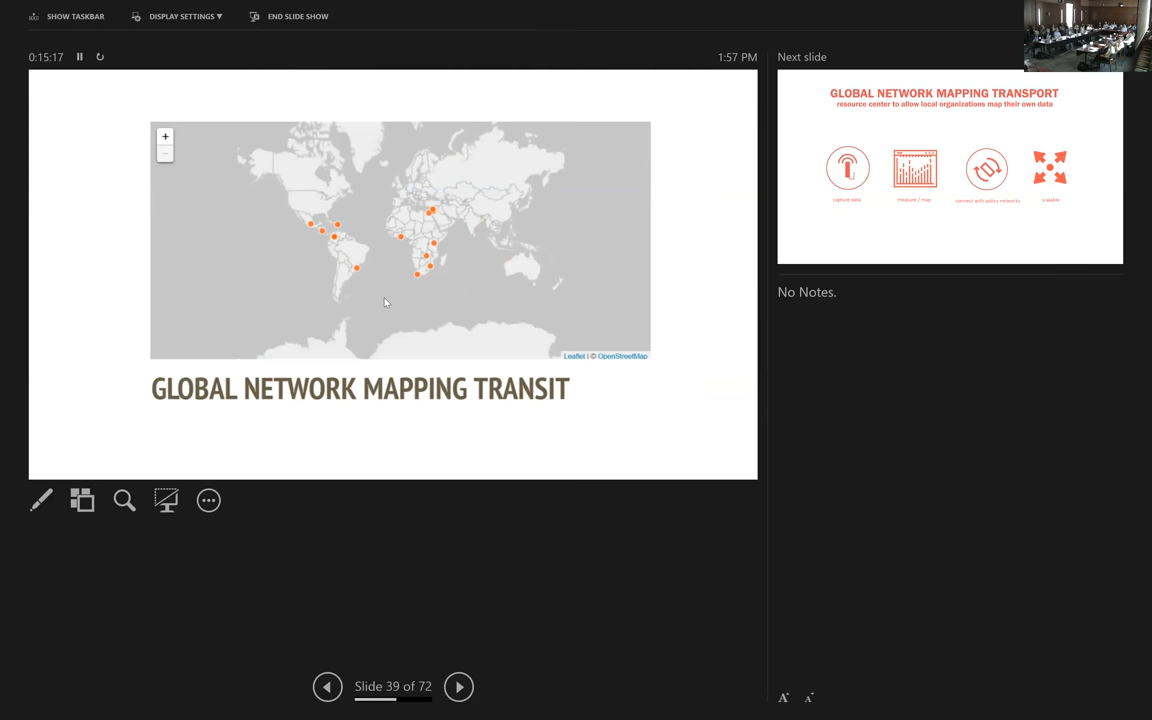 SHOW TASKBAR
DISPLAY SETTINGS ▼
END SLIDE SHOW
0:15:17
1:57 PM
+
−
Leaflet | © OpenStreetMap
GLOBAL NETWORK MAPPING TRANSIT
Slide 39 of 72
Next slide
GLOBAL NETWORK MAPPING TRANSPORT
resource center to allow local organizations map their own data
capture data
measure / map
connect with policy networks
scalable
No Notes.
A
A